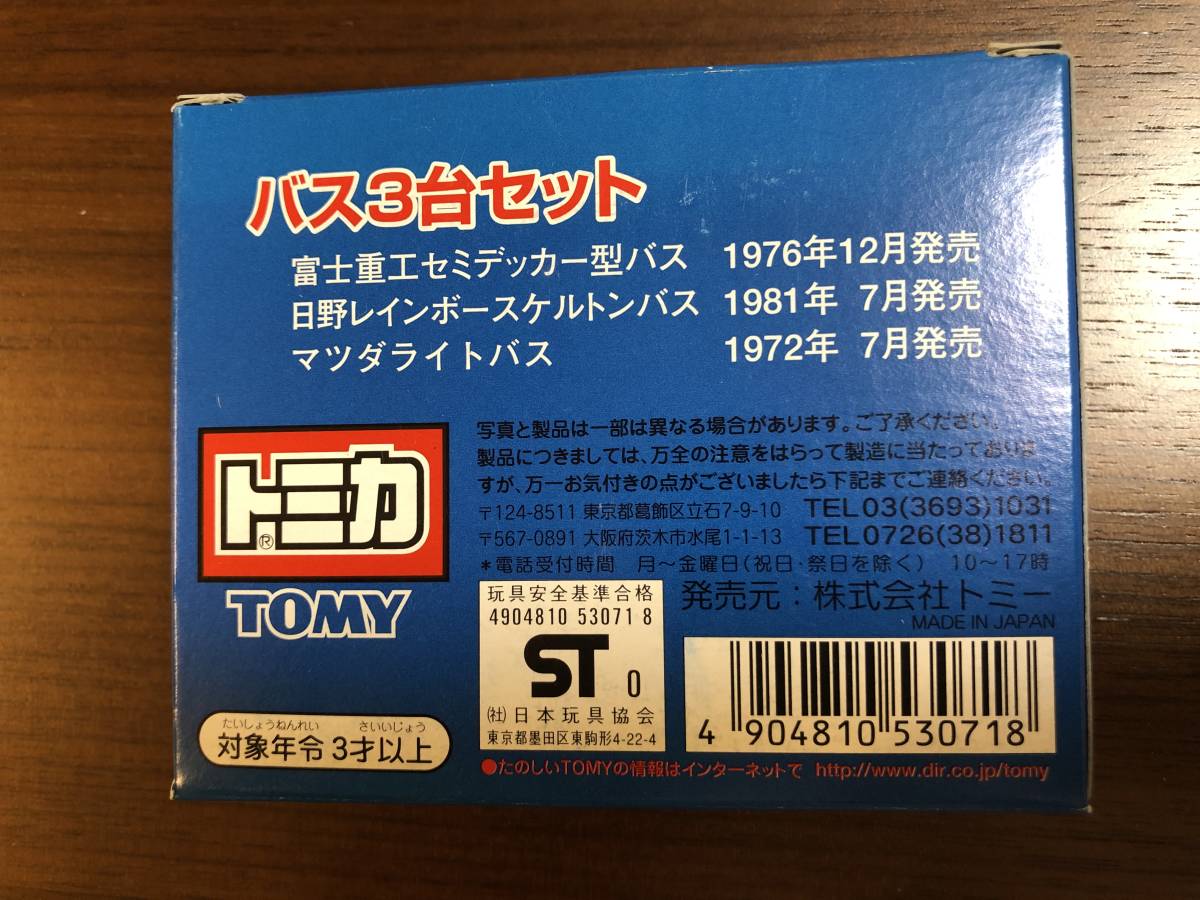 バス3台セット
富士重工セミデッカー型バス 1976年12月発売
日野レインボースケルトンバス 1981年 7月発売
マツダライトバス 1972年 7月発売
写真と製品は一部は異なる場合があります。ご了承ください。
製品につきましては、万全の注意をはらって製造に当たっておりま
すが、万一お気付きの点がございましたら下記までご連絡ください。
〒124-8511 東京都葛飾区立石7-9-10 TEL03(3693)1031
〒567-0891 大阪府茨木市水尾1-1-13 TEL0726(38)1811
*電話受付時間 月〜金曜日(祝日・祭日を除く) 10〜17時
発売元:株式会社トミー
MADE IN JAPAN
トミカ®
TOMY
たいしょうねんれい さいいじょう
対象年令 3才以上
玩具安全基準合格
4904810 53071 8
ST 0
(社)日本玩具協会
東京都墨田区東駒形4-22-4
4 904810 530718
●たのしいTOMYの情報はインターネットで http://www.dir.co.jp/tomy